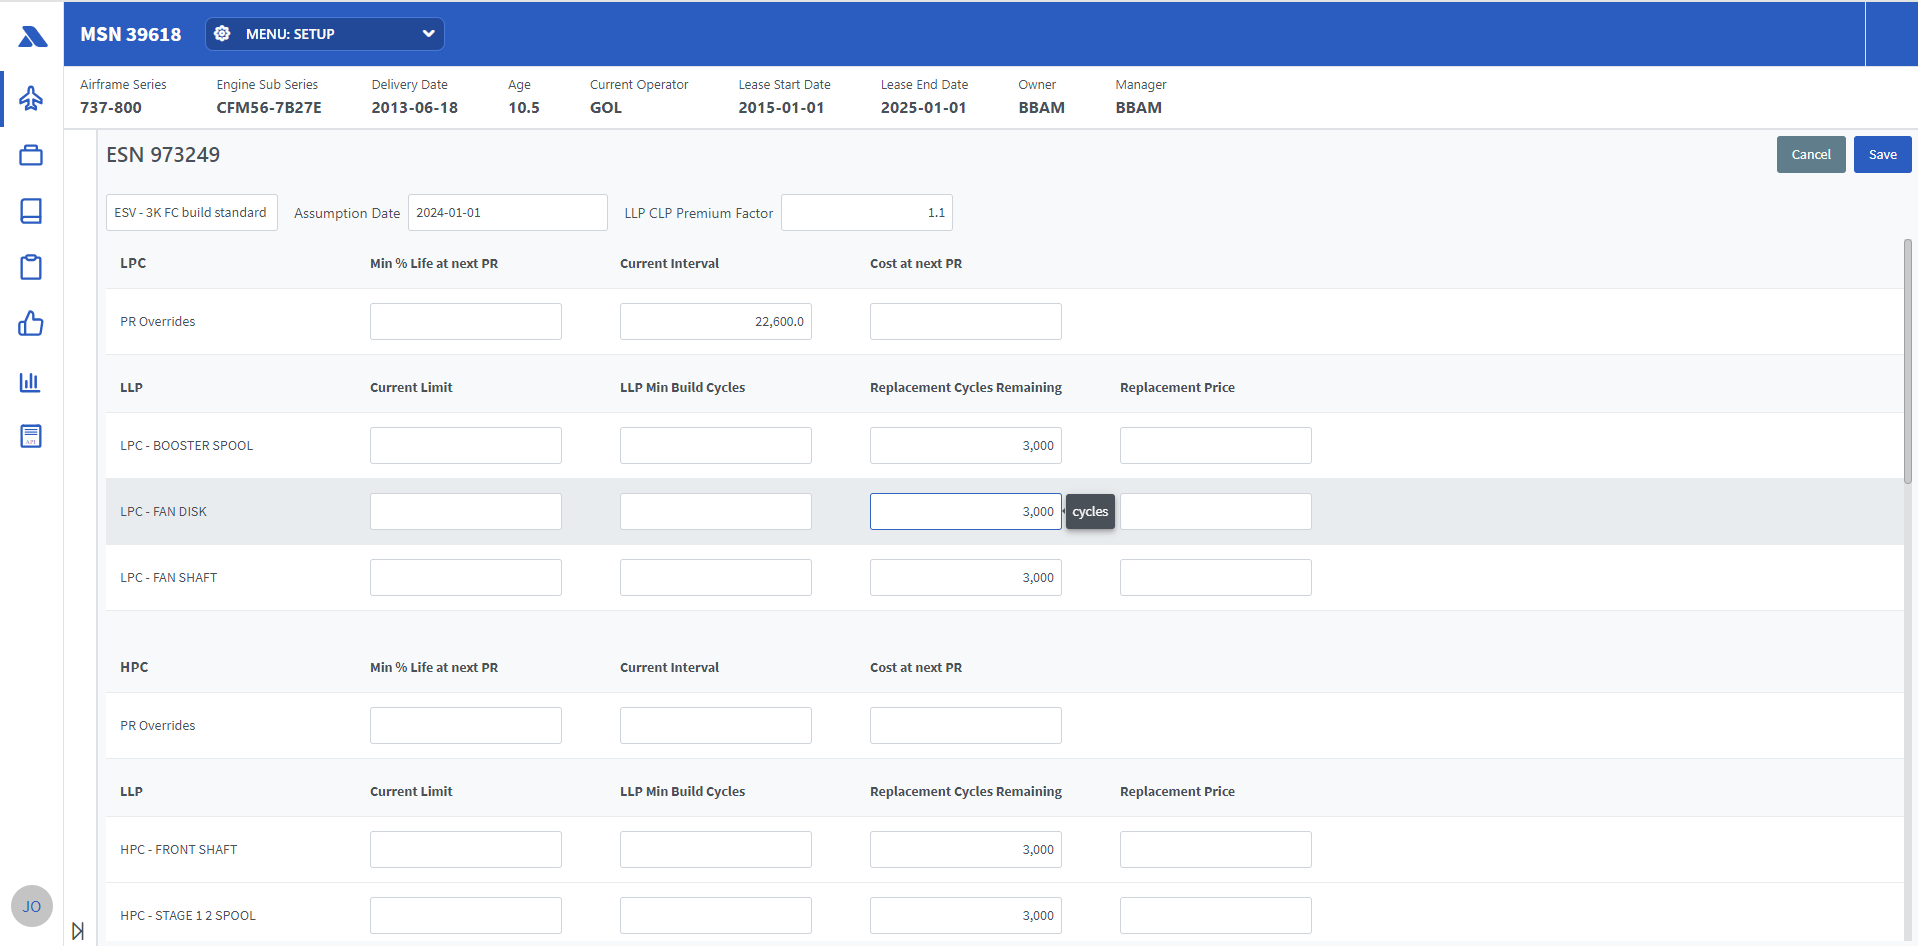 MSN 39618
MENU: SETUP
Airframe Series Engine Sub Series Delivery Date Age Current Operator Lease Start Date Lease End Date Owner Manager
737-800 CFM56-7B27E 2013-06-18 10.5 GOL 2015-01-01 2025-01-01 BBAM BBAM
ESN 973249
Cancel Save
ESV - 3K FC build standard Assumption Date 2024-01-01 LLP CLP Premium Factor 1.1
LPC Min % Life at next PR Current Interval Cost at next PR
PR Overrides 22,600.0
LLP Current Limit LLP Min Build Cycles Replacement Cycles Remaining Replacement Price
LPC - BOOSTER SPOOL 3,000
LPC - FAN DISK 3,000 cycles
LPC - FAN SHAFT 3,000
HPC Min % Life at next PR Current Interval Cost at next PR
PR Overrides
LLP Current Limit LLP Min Build Cycles Replacement Cycles Remaining Replacement Price
HPC - FRONT SHAFT 3,000
HPC - STAGE 1 2 SPOOL 3,000
API
JO